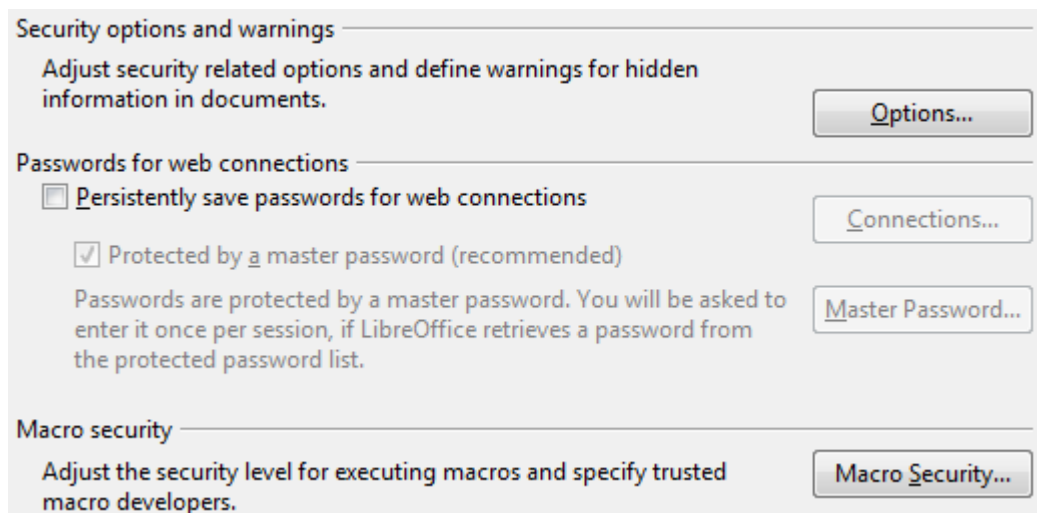 Security options and warnings
Adjust security related options and define warnings for hidden
information in documents.
Options...
Passwords for web connections
Persistently save passwords for web connections
Connections...
Protected by a master password (recommended)
Passwords are protected by a master password. You will be asked to
enter it once per session, if LibreOffice retrieves a password from
the protected password list.
Master Password...
Macro security
Adjust the security level for executing macros and specify trusted
macro developers.
Macro Security...